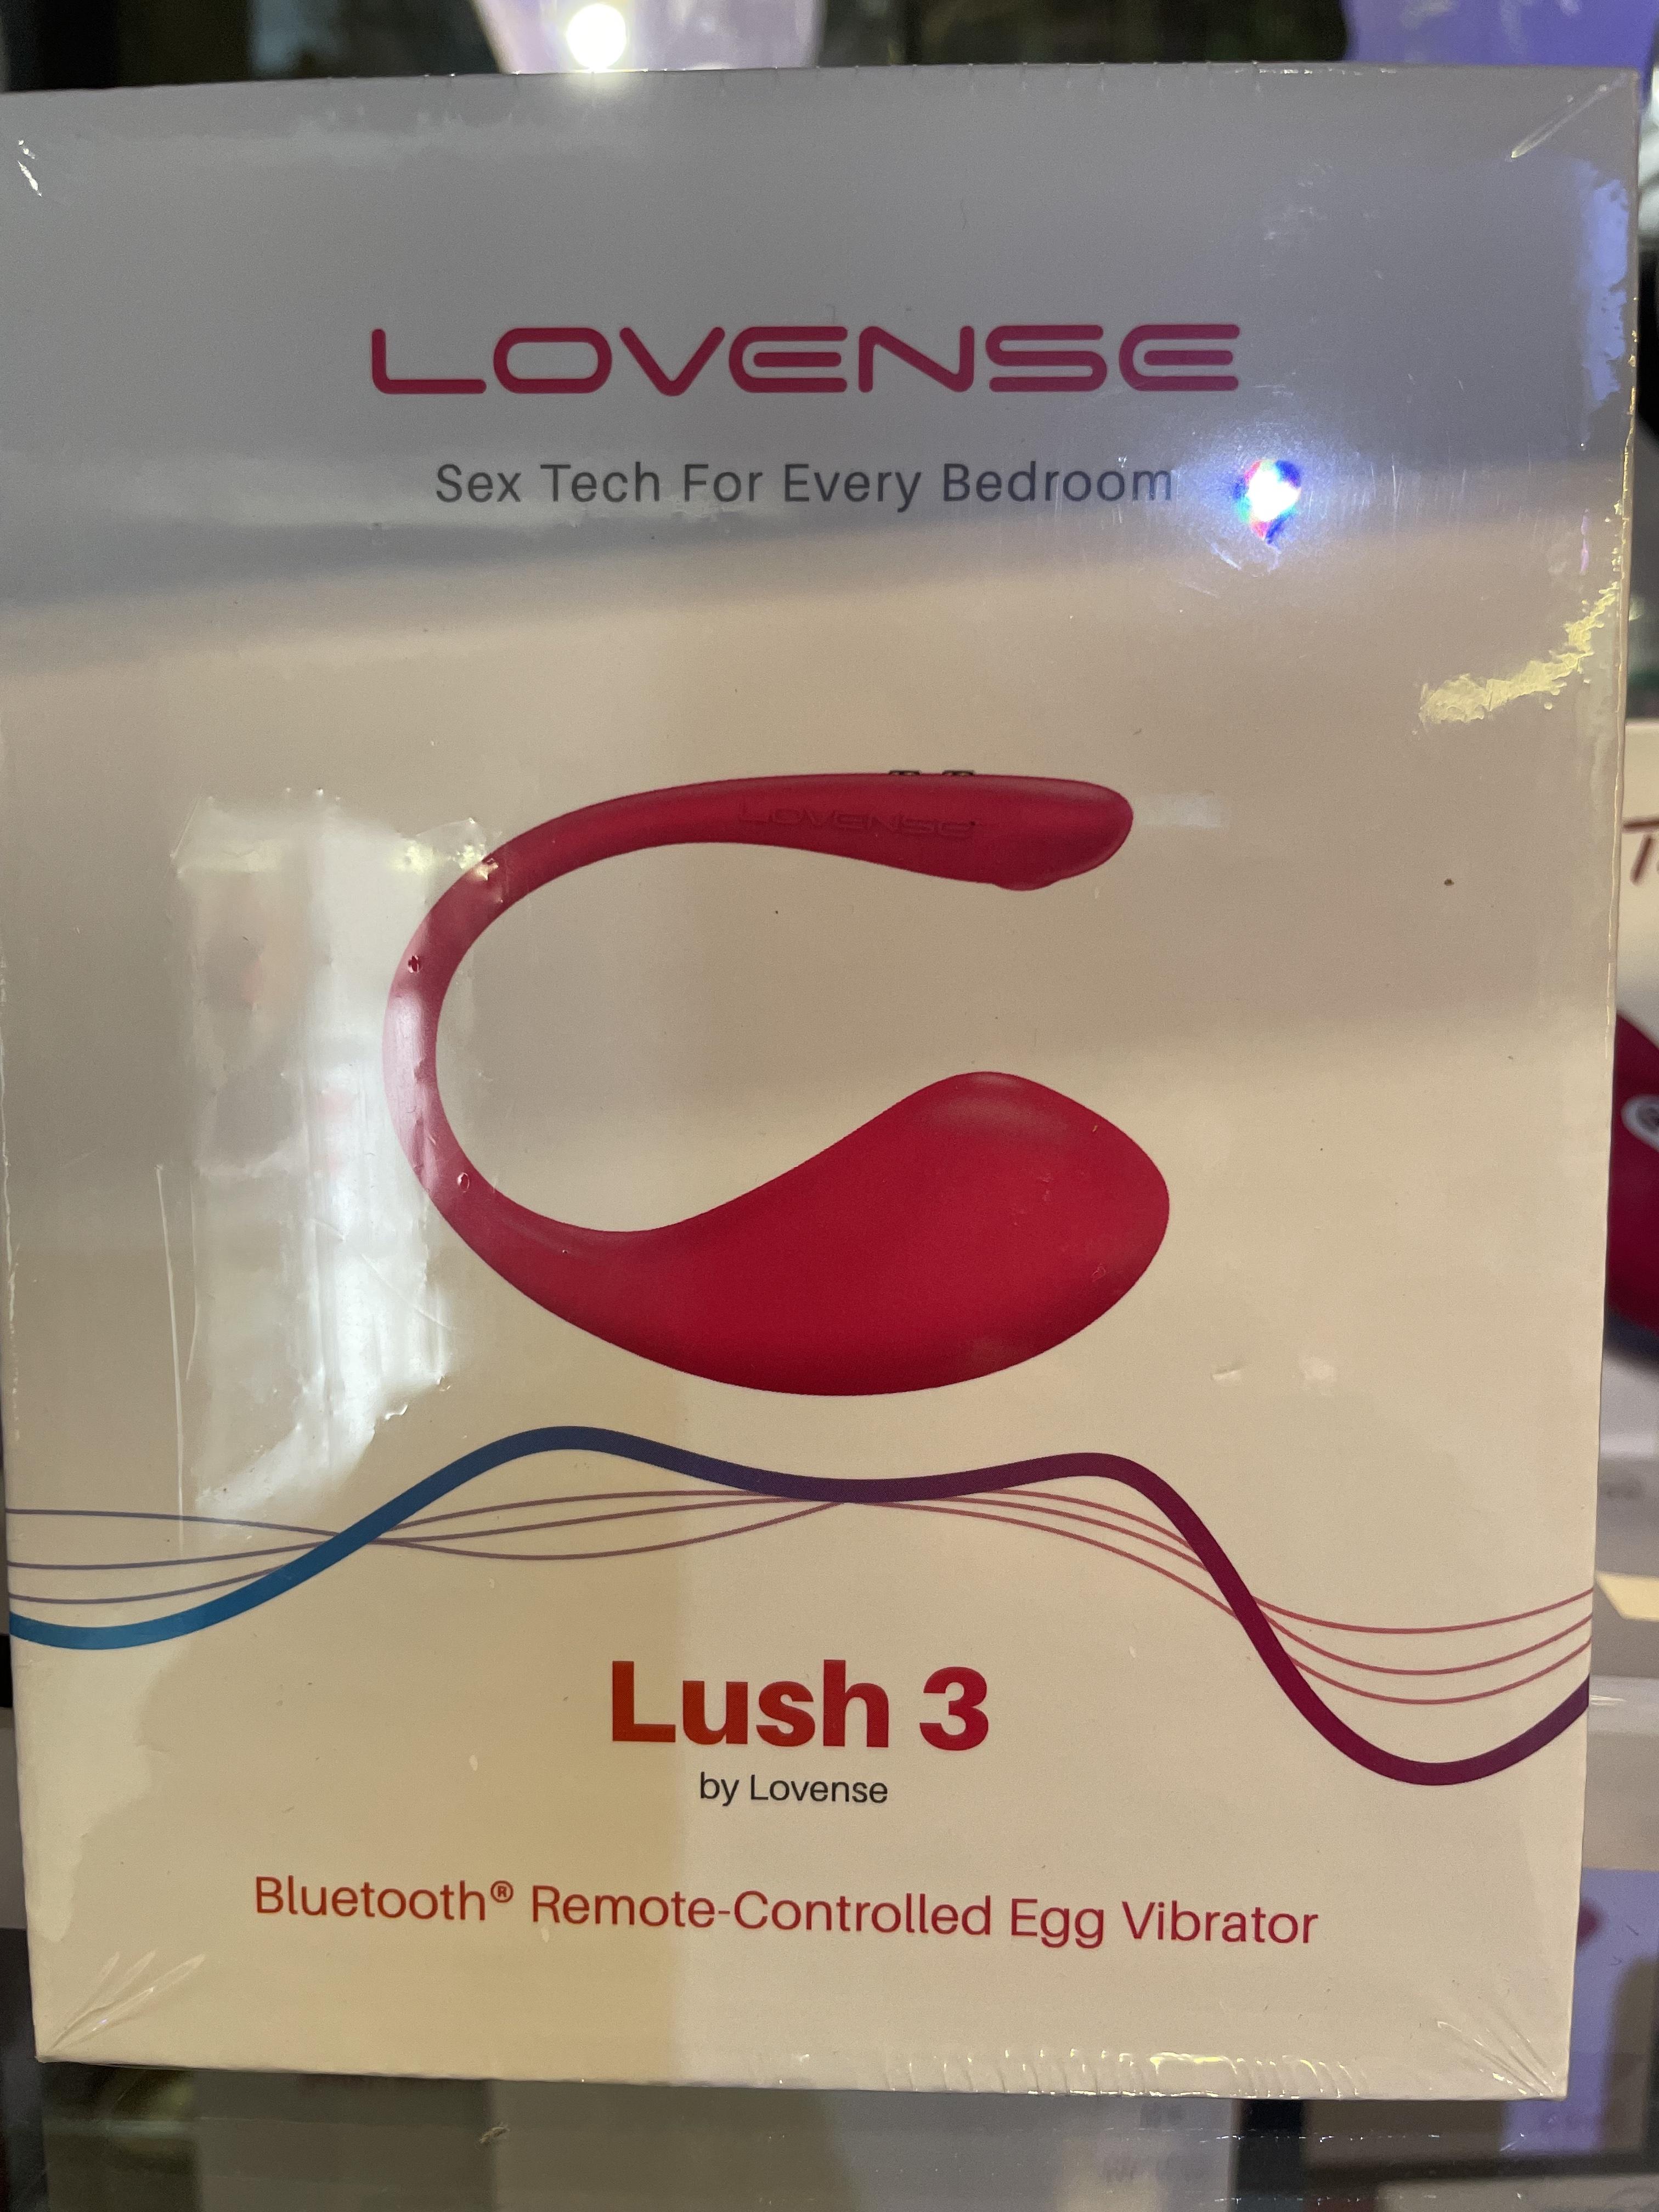 LOVENSE
Sex Tech For Every Bedroom
LOVENSE
Lush 3
by Lovense
Bluetooth® Remote-Controlled Egg Vibrator